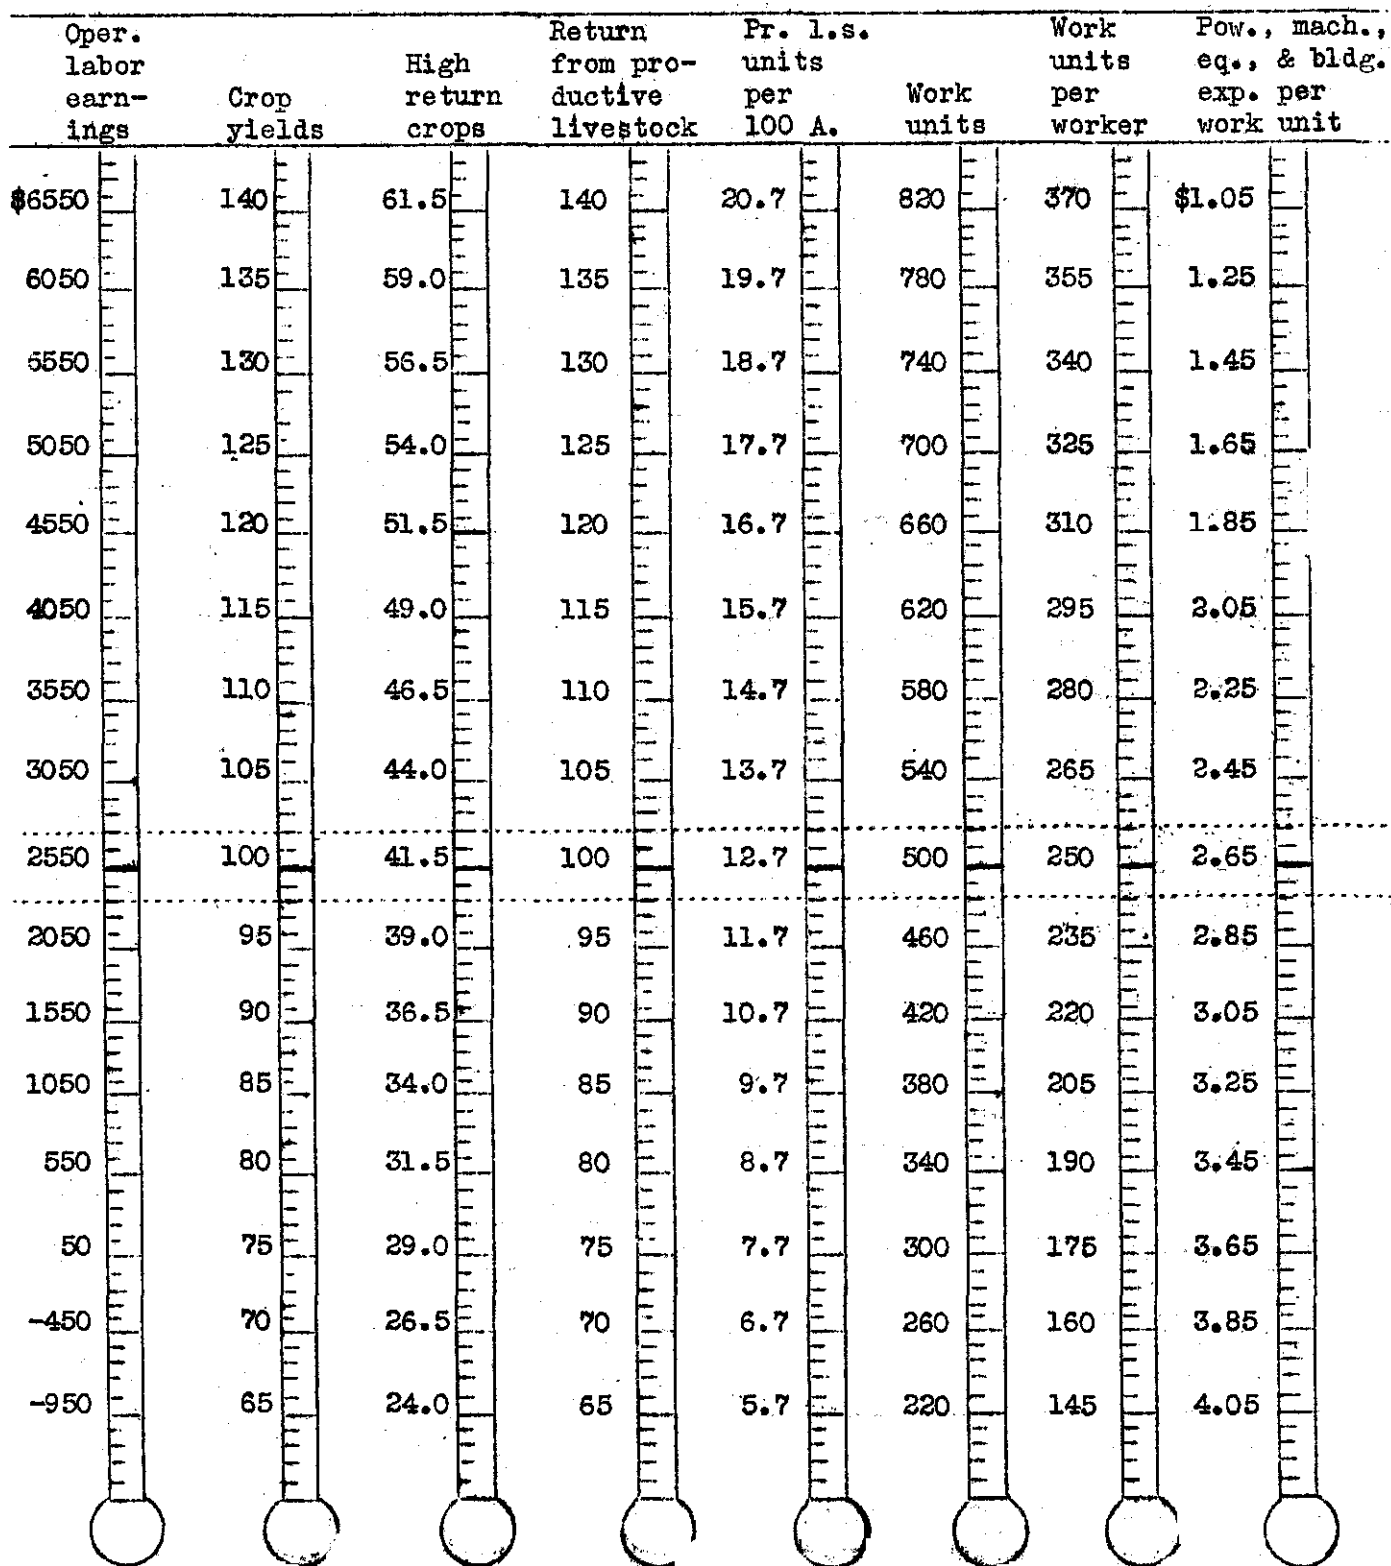 Oper. Return Pr. l.s. Work Pow., mach.,
labor High from pro- units units eq., & bldg.
earn- Crop return ductive per Work per exp. per
ings yields crops livestock 100 A. units worker work unit
$6550 140 61.5 140 20.7 820 370 $1.05
6050 135 59.0 135 19.7 780 355 1.25
5550 130 56.5 130 18.7 740 340 1.45
5050 125 54.0 125 17.7 700 325 1.65
4550 120 51.5 120 16.7 660 310 1.85
4050 115 49.0 115 15.7 620 295 2.05
3550 110 46.5 110 14.7 580 280 2.25
3050 105 44.0 105 13.7 540 265 2.45
2550 100 41.5 100 12.7 500 250 2.65
2050 95 39.0 95 11.7 460 235 2.85
1550 90 36.5 90 10.7 420 220 3.05
1050 85 34.0 85 9.7 380 205 3.25
550 80 31.5 80 8.7 340 190 3.45
50 75 29.0 75 7.7 300 175 3.65
-450 70 26.5 70 6.7 260 160 3.85
-950 65 24.0 65 5.7 220 145 4.05